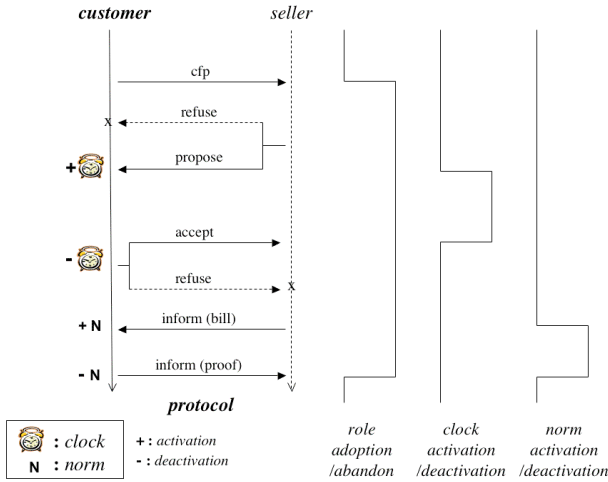 customer seller
cfp
refuse
x
propose
+
accept
-
refuse
x
+ N inform (bill)
- N inform (proof)
protocol
role
adoption
/abandon
clock
activation
/deactivation
norm
activation
/deactivation
: clock
N : norm
+ : activation
- : deactivation